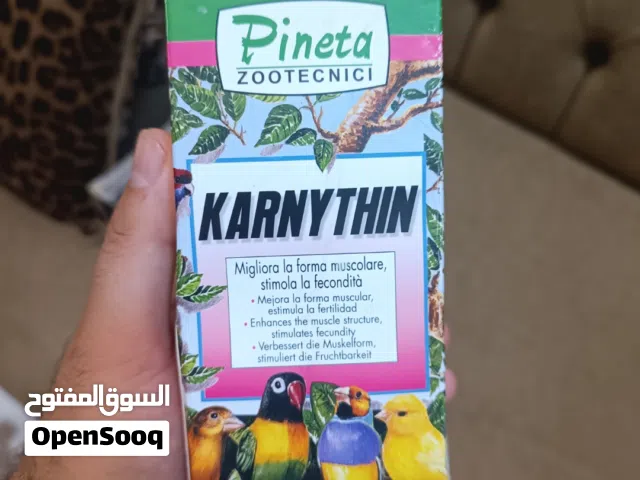 Pineta
ZOOTECNICI
KARNYTHIN
Migliora la forma muscolare,
stimola la fecondità
• Mejora la forma muscular,
estimula la fertilidad
• Enhances the muscle structure,
stimulates fecundity
• Verbessert die Muskelform,
stimuliert die Fruchtbarkeit
السوق المفتوح
OpenSooq